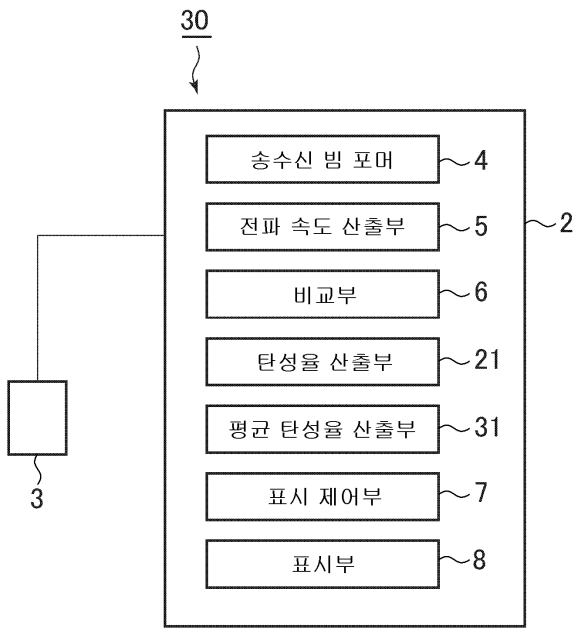 30
송수신 빔 포머 4
전파 속도 산출부 5
2
비교부 6
탄성율 산출부 21
평균 탄성율 산출부 31
3
표시 제어부 7
표시부 8